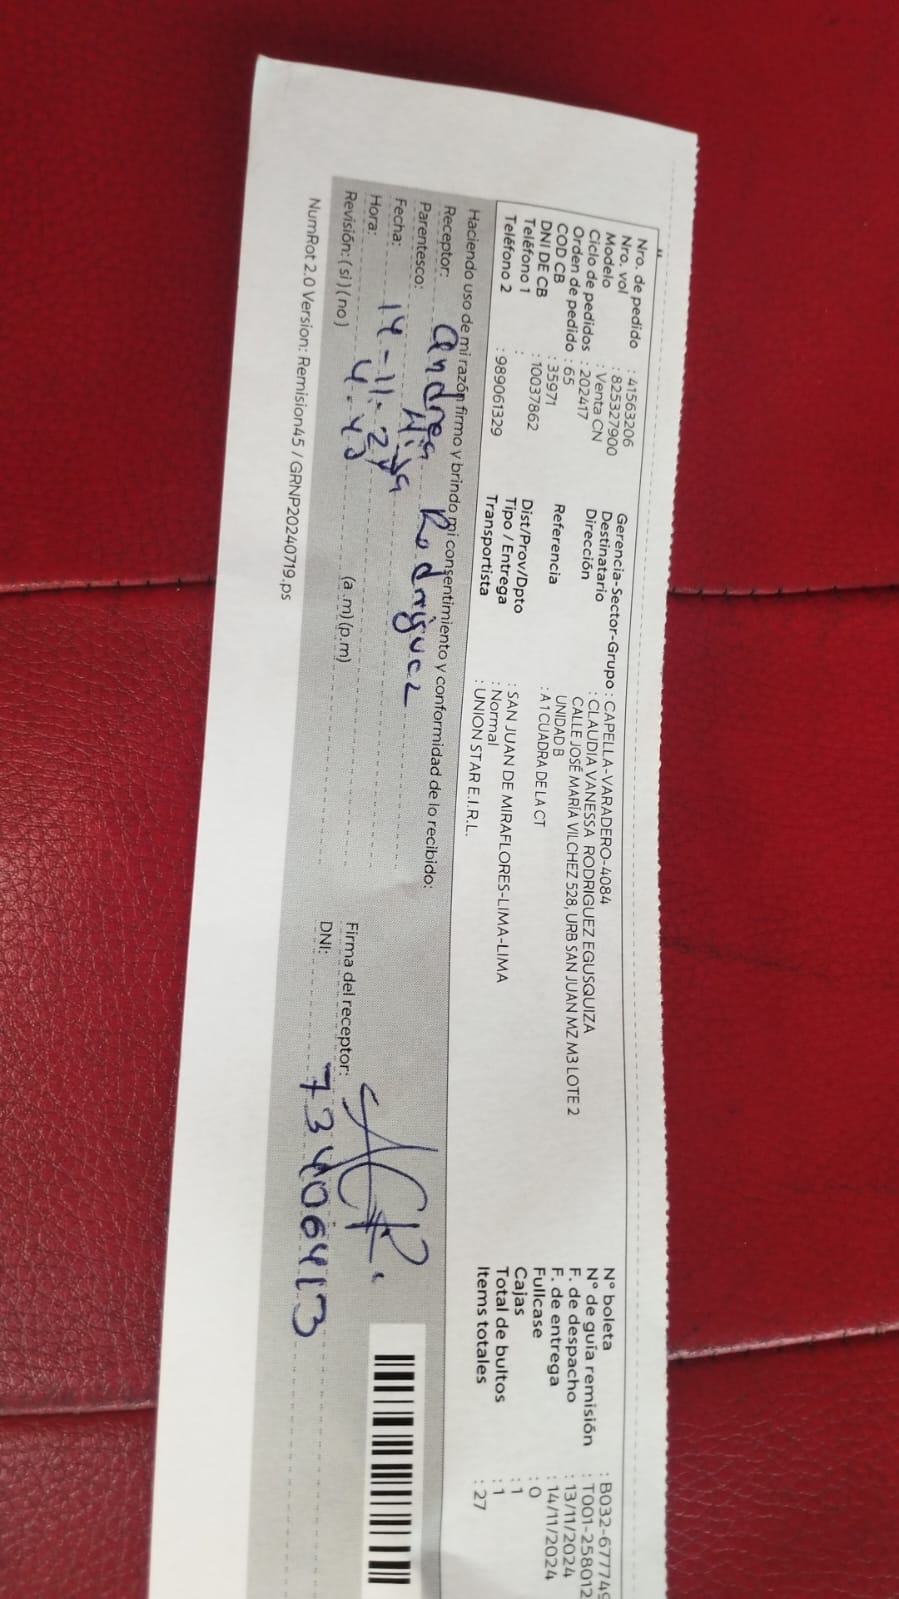 Nro. de pedido : 41563206
Nro. vol : 825327900
Modelo : Venta CN
Ciclo de pedidos : 202417
Orden de pedido : 65
COD CB : 35971
DNI DE CB : 10037862
Teléfono 1 :
Teléfono 2 : 989061329
Gerencia-Sector-Grupo : CAPELLA-VARADERO-4084
Destinatario : CLAUDIA VANESSA RODRIGUEZ EGUSQUIZA
Dirección CALLE JOSÉ MARÍA VILCHEZ 528, URB SAN JUAN MZ M3 LOTE 2
UNIDAD B
Referencia : A 1 CUADRA DE LA CT
Dist/Prov/Dpto : SAN JUAN DE MIRAFLORES-LIMA-LIMA
Tipo / Entrega : Normal
Transportista : UNION STAR E.I.R.L.
N° boleta : B032-677749
N° de guía remisión : T001-258012
F. de despacho : 13/11/2024
F. de entrega : 14/11/2024
Fullcase : 0
Cajas : 1
Total de bultos : 1
Items totales : 27
Haciendo uso de mi razón firmo y brindo mi consentimiento y conformidad de lo recibido:
Receptor: Andrea Rodriguez
Parentesco: Hija
Fecha: 14-11-24
Hora: 4.43 (a.m)(p.m)
Revisión: (si) (no)
Firma del receptor:
DNI: 73406413
NumRot 2.0 Version: Remision45 / GRNP20240719.ps